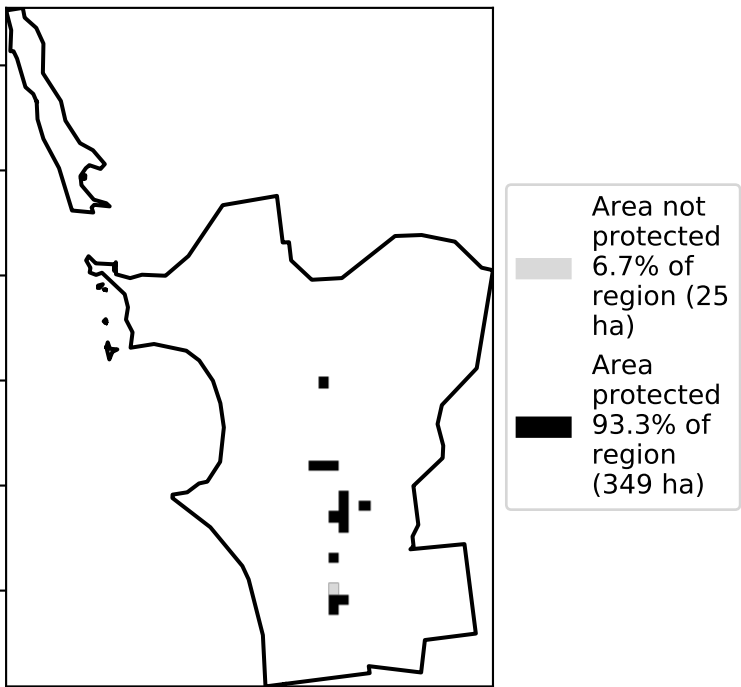 Area not
protected
6.7% of
region (25
ha)
Area
protected
93.3% of
region
(349 ha)